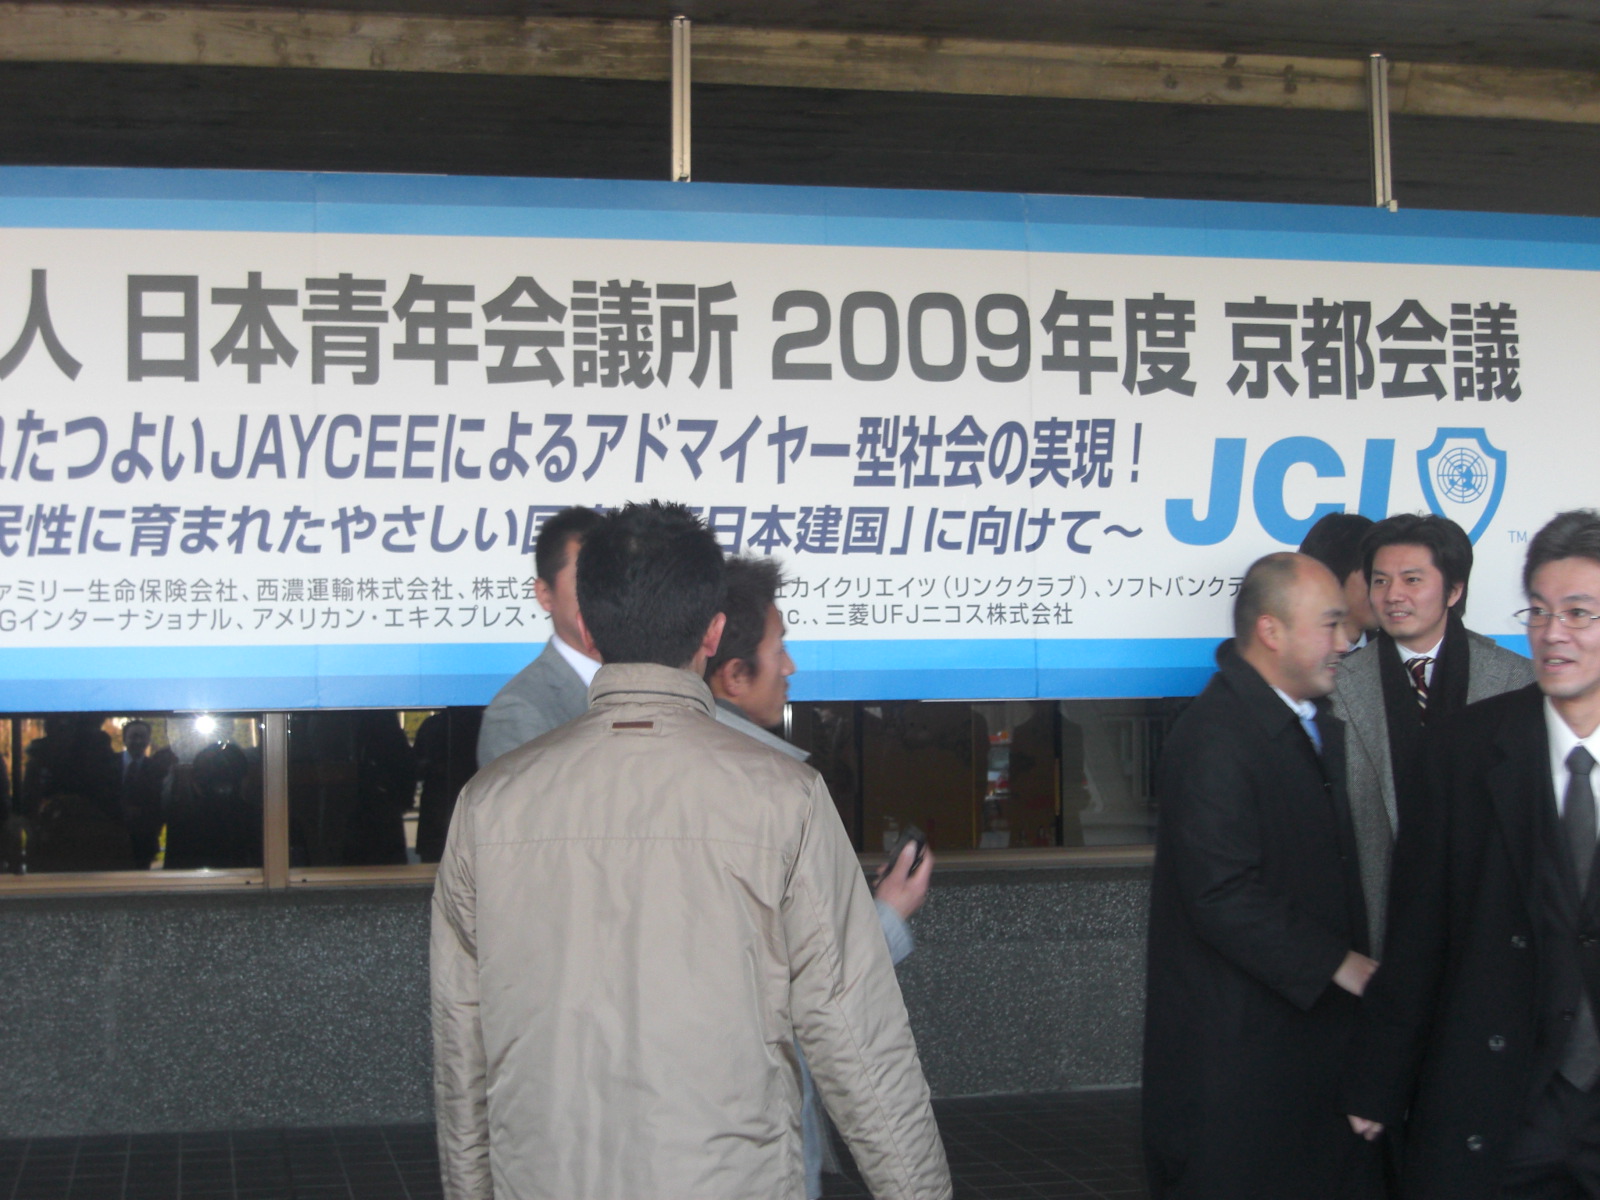 人 日本青年会議所 2009年度 京都会議
れたつよいJAYCEEによるアドマイヤー型社会の実現!
民性に育まれたやさしい国 日本建国」に向けて~
JCI
TM
ァミリー生命保険会社、西濃運輸株式会社、株式会 カイクリエイツ(リンククラブ)、ソフトバンクテ
Gインターナショナル、アメリカン・エキスプレス・ c.、三菱UFJニコス株式会社